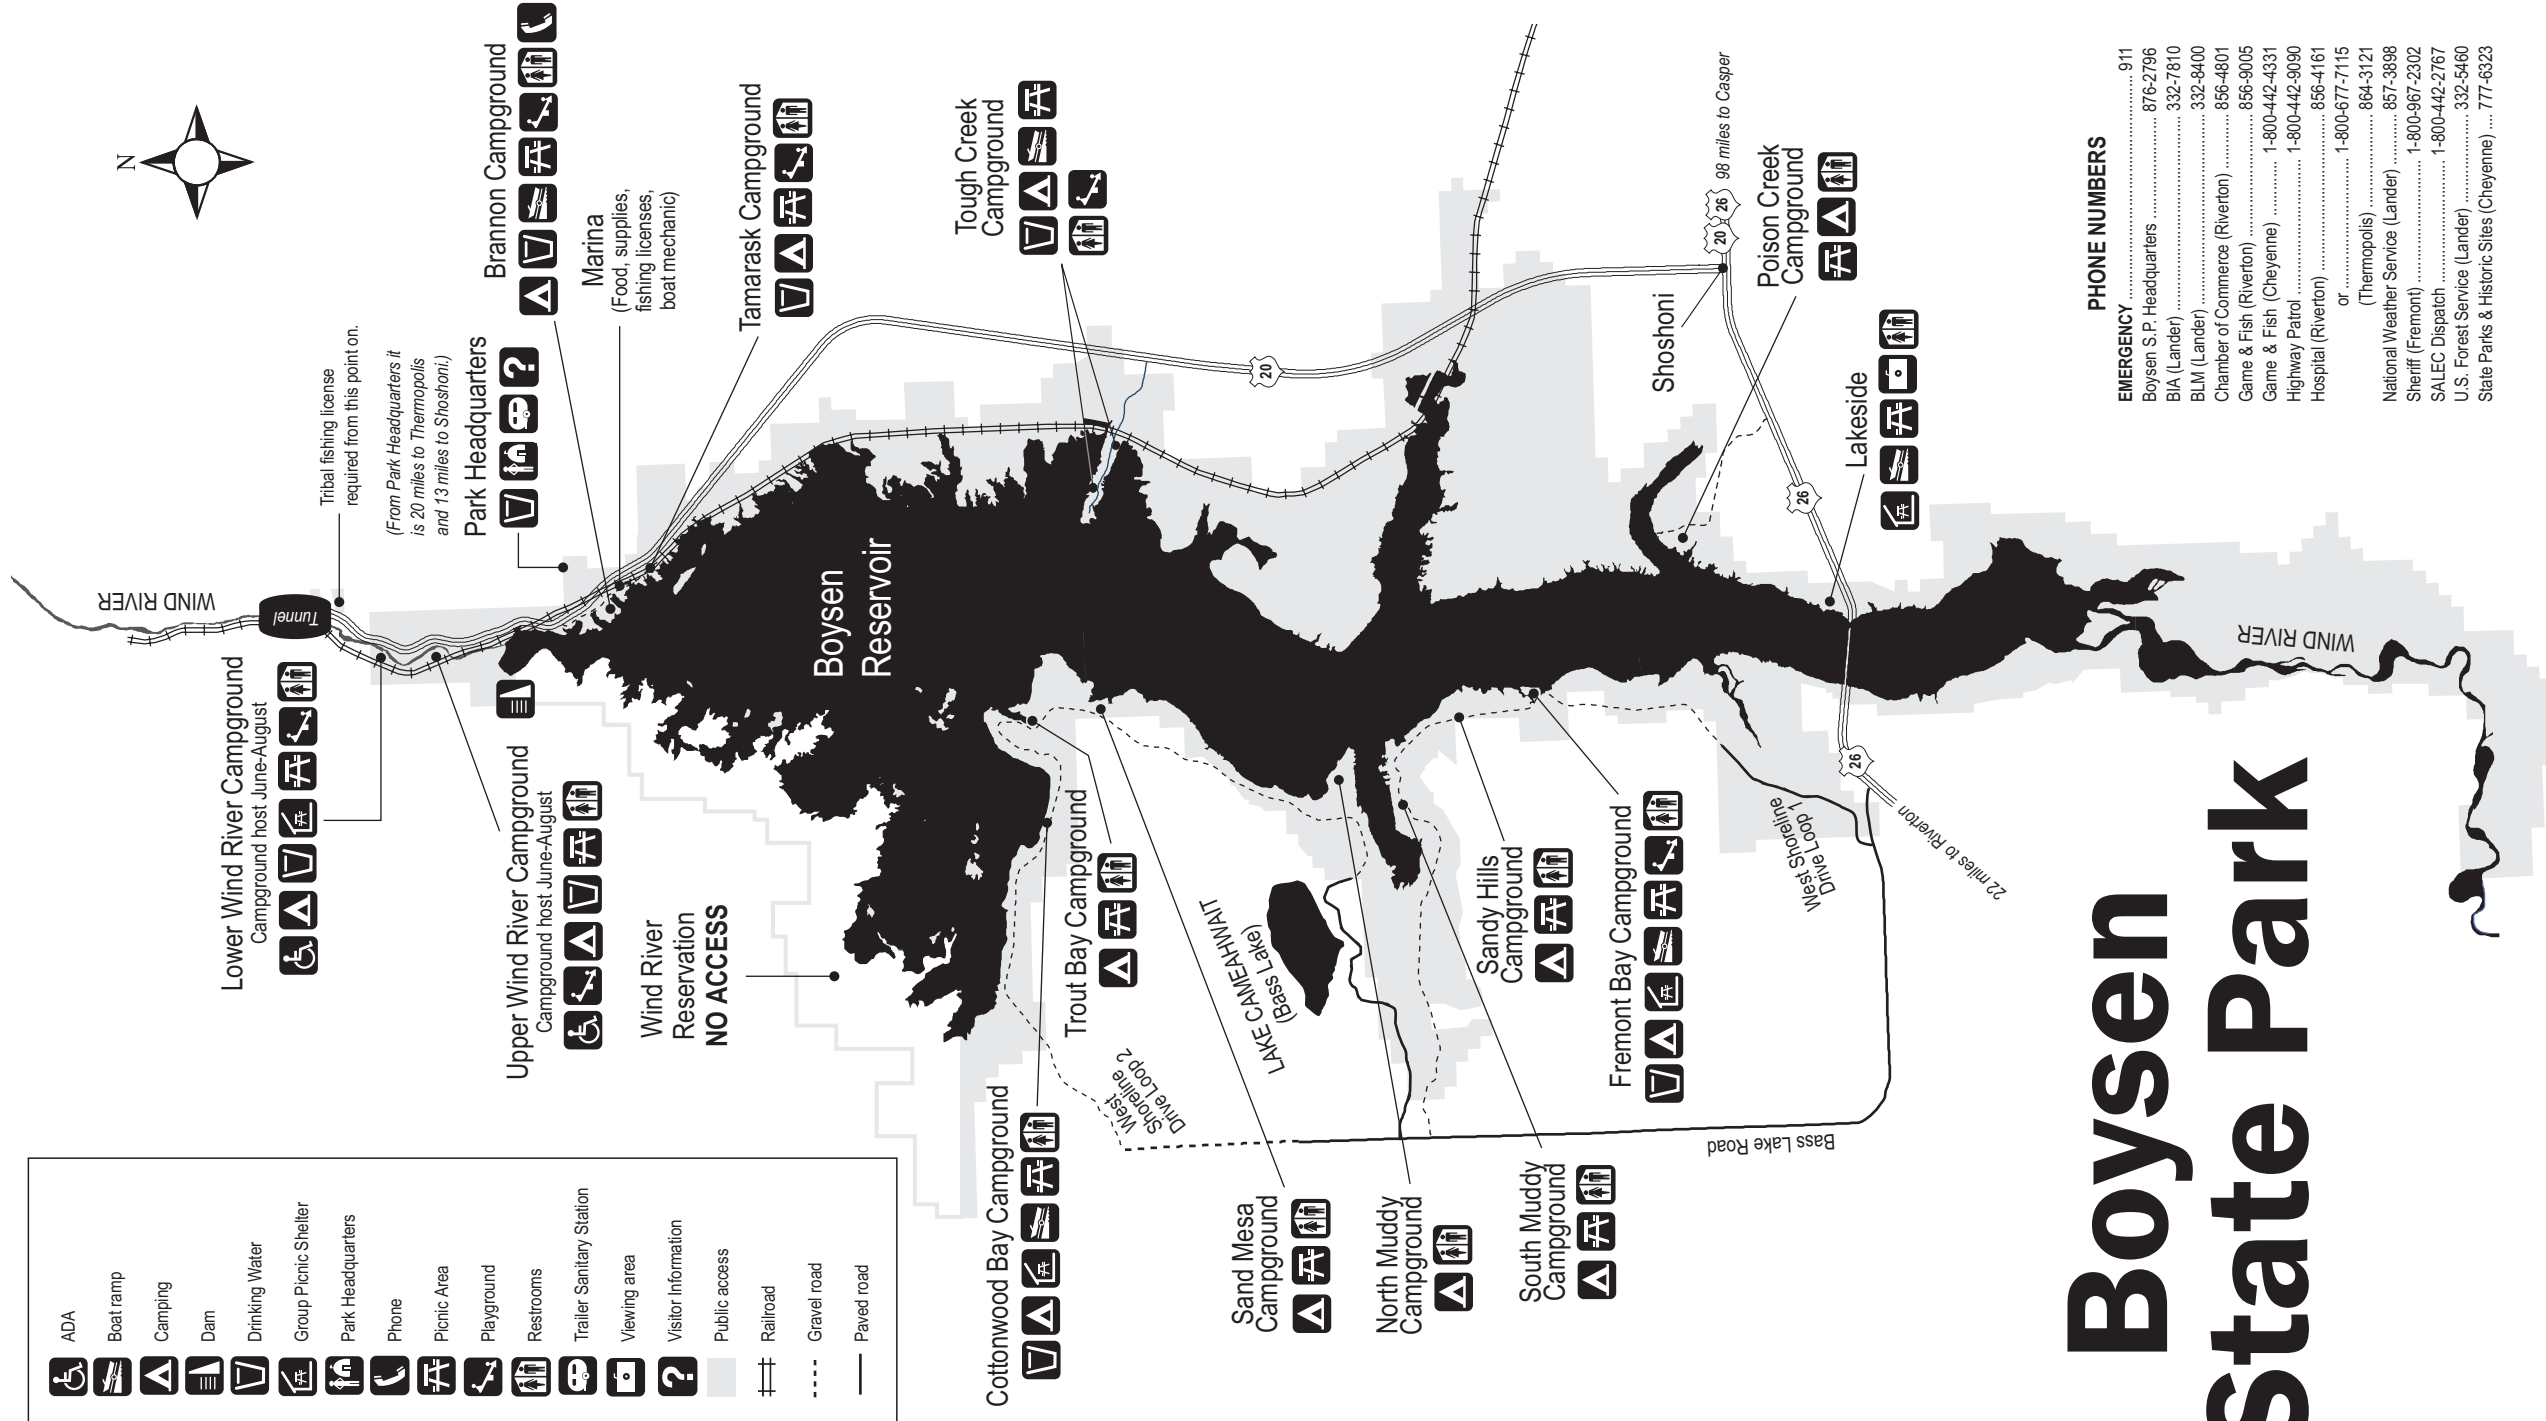 Boysen
State Park
N
WIND RIVER
Tunnel
Tribal fishing license
required from this point on.
(From Park Headquarters it
is 20 miles to Thermopolis
and 13 miles to Shoshoni.)
Park Headquarters
?
Brannon Campground
Marina
(Food, supplies,
fishing licenses,
boat mechanic)
Tamarask Campground
Tough Creek
Campground
Lower Wind River Campground
Campground host June-August
Upper Wind River Campground
Campground host June-August
Wind River
Reservation
NO ACCESS
Boysen
Reservoir
20
20
26
98 miles to Casper
Shoshoni
Poison Creek
Campground
26
Lakeside
WIND RIVER
26
22 miles to Riverton
West Shoreline
Drive Loop 1
Trout Bay Campground
LAKE CAMEAHWAIT
(Bass Lake)
Sandy Hills
Campground
Fremont Bay Campground
West
Shoreline
Drive Loop 2
Bass Lake Road
Cottonwood Bay Campground
Sand Mesa
Campground
North Muddy
Campground
South Muddy
Campground
ADA
Boat ramp
Camping
Dam
Drinking Water
Group Picnic Shelter
Park Headquarters
Phone
Picnic Area
Playground
Restrooms
Trailer Sanitary Station
Viewing area
? Visitor Information
Public access
Railroad
Gravel road
Paved road
PHONE NUMBERS
EMERGENCY ........................................ 911
Boysen S.P. Headquarters .................... 876-2796
BIA (Lander) ........................................ 332-7810
BLM (Lander) ...................................... 332-8400
Chamber of Commerce (Riverton) ........... 856-4801
Game & Fish (Riverton) ........................ 856-9005
Game & Fish (Cheyenne) ............ 1-800-442-4331
Highway Patrol ............................ 1-800-442-9090
Hospital (Riverton) ............................... 856-4161
or ......................... 1-800-677-7115
(Thermopolis) ......................... 864-3121
National Weather Service (Lander) ......... 857-3898
Sheriff (Fremont) ......................... 1-800-967-2302
SALEC Dispatch .......................... 1-800-442-2767
U.S. Forest Service (Lander) ................. 332-5460
State Parks & Historic Sites (Cheyenne) .... 777-6323